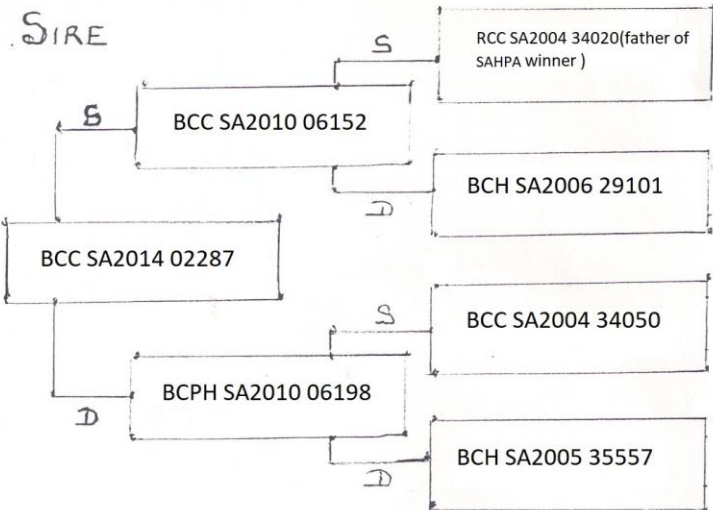 SIRE
S
RCC SA2004 34020(father of
SAHPA winner )
S
BCC SA2010 06152
D
BCH SA2006 29101
BCC SA2014 02287
S
BCC SA2004 34050
D
BCPH SA2010 06198
D
BCH SA2005 35557